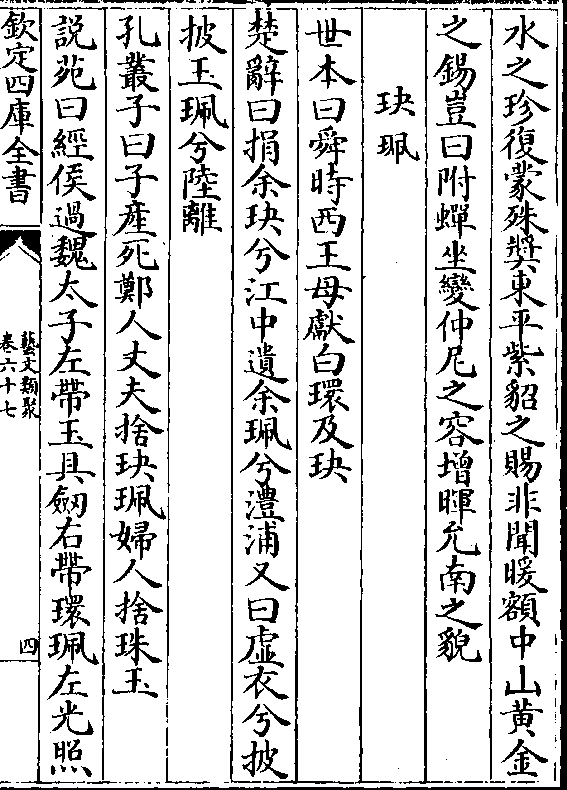 水之珍復蒙殊奬東平紫貂之賜非聞暖額中山黃金
之錫豈曰附蟬坐變仲尼之容增暉允南之貌
玦珮
世本曰舜時西王母獻白環及玦
楚辭曰捐余玦兮江中遺余珮兮澧浦又曰虛衣兮披
披玉珮兮陸離
孔叢子曰子產死鄭人丈夫捨玦珮婦人捨珠玉
說苑曰經侯過魏太子左帶玉具劒右帶環珮左光照
欽定四庫全書
藝文類聚
卷六十七
四